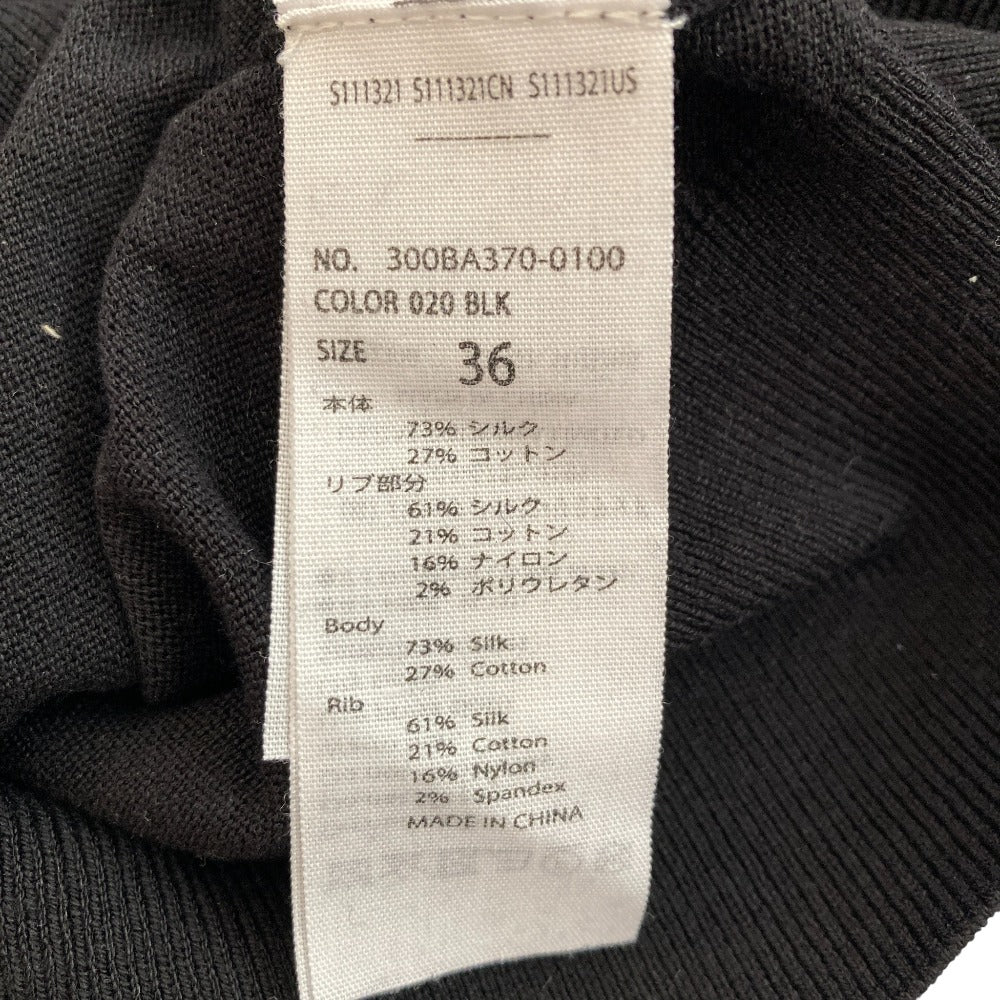 S111321 S111321CN S111321US
NO. 300BA370-0100
COLOR 020 BLK
SIZE 36
本体
73% シルク
27% コットン
リブ部分
61% シルク
21% コットン
16% ナイロン
2% ポリウレタン
Body
73% Silk
27% Cotton
Rib
61% Silk
21% Cotton
16% Nylon
2% Spandex
MADE IN CHINA